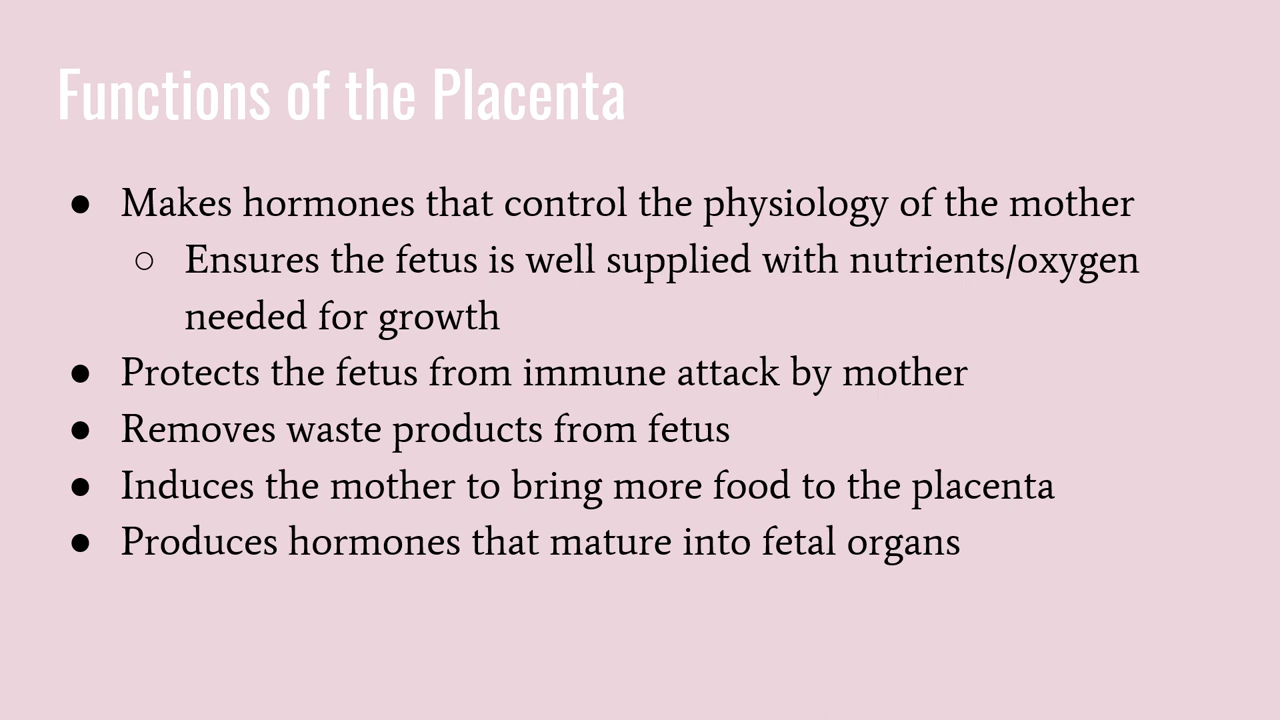 Functions of the Placenta
● Makes hormones that control the physiology of the mother
○ Ensures the fetus is well supplied with nutrients/oxygen
needed for growth
● Protects the fetus from immune attack by mother
● Removes waste products from fetus
● Induces the mother to bring more food to the placenta
● Produces hormones that mature into fetal organs